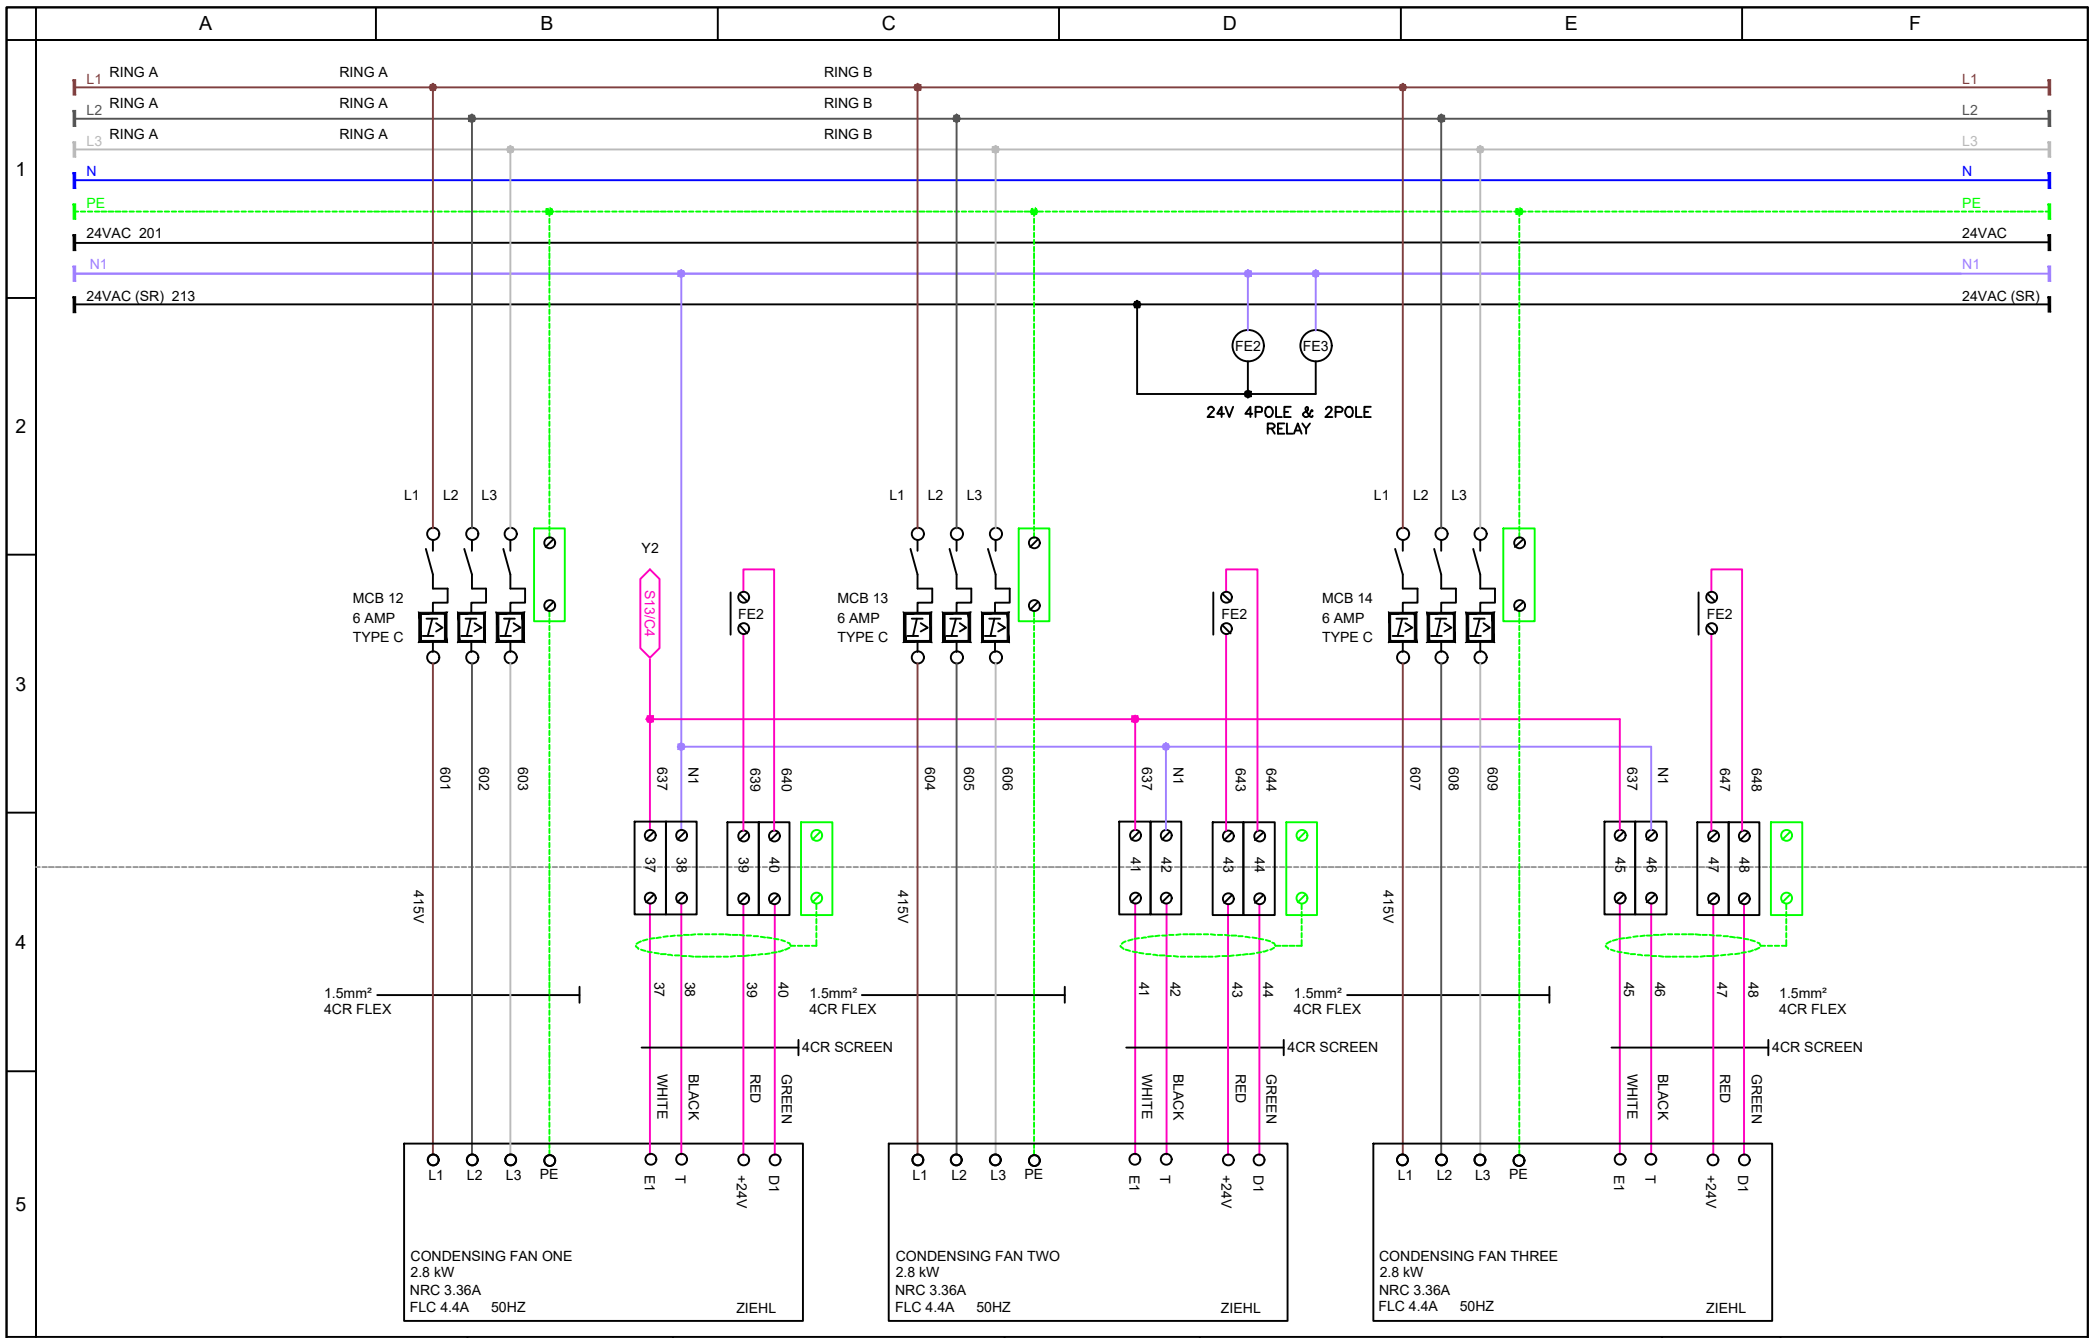 A B C D E F
L1 RING A RING A RING B L1
L2 RING A RING A RING B L2
L3 RING A RING A RING B L3
1
N N
PE PE
24VAC 201 24VAC
N1 N1
24VAC (SR) 213 24VAC (SR)
FE2 FE3
24V 4POLE & 2POLE
RELAY
2
L1 L2 L3 L1 L2 L3 L1 L2 L3
Y2
S13/C4
MCB 12
6 AMP
TYPE C
FE2
MCB 13
6 AMP
TYPE C
FE2
MCB 14
6 AMP
TYPE C
FE2
I> I> I> I> I> I> I> I> I>
3
601 602 603 637 N1 639 640 604 605 606 637 N1 643 644 607 608 609 637 N1 647 648
37 38 39 40 41 42 43 44 45 46 47 48
415V 415V 415V
4
1.5mm²
4CR FLEX
37 38 39 40
1.5mm²
4CR FLEX
41 42 43 44
1.5mm²
4CR FLEX
45 46 47 48
1.5mm²
4CR FLEX
4CR SCREEN 4CR SCREEN 4CR SCREEN
WHITE BLACK RED GREEN WHITE BLACK RED GREEN WHITE BLACK RED GREEN
L1 L2 L3 PE E1 T +24V D1 L1 L2 L3 PE E1 T +24V D1 L1 L2 L3 PE E1 T +24V D1
5
CONDENSING FAN ONE
2.8 kW
NRC 3.36A
FLC 4.4A 50HZ ZIEHL
CONDENSING FAN TWO
2.8 kW
NRC 3.36A
FLC 4.4A 50HZ ZIEHL
CONDENSING FAN THREE
2.8 kW
NRC 3.36A
FLC 4.4A 50HZ ZIEHL